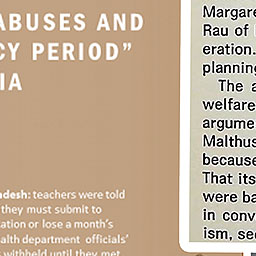 ABUSES AND
CY PERIOD”
IA
adesh: teachers were told
they must submit to
ation or lose a month's
alth department officials'
withheld until they met
Margare
Rau of
eration.
planning
The a
welfare
argume
Malthus
because
That its
were ba
in conv
ism, se